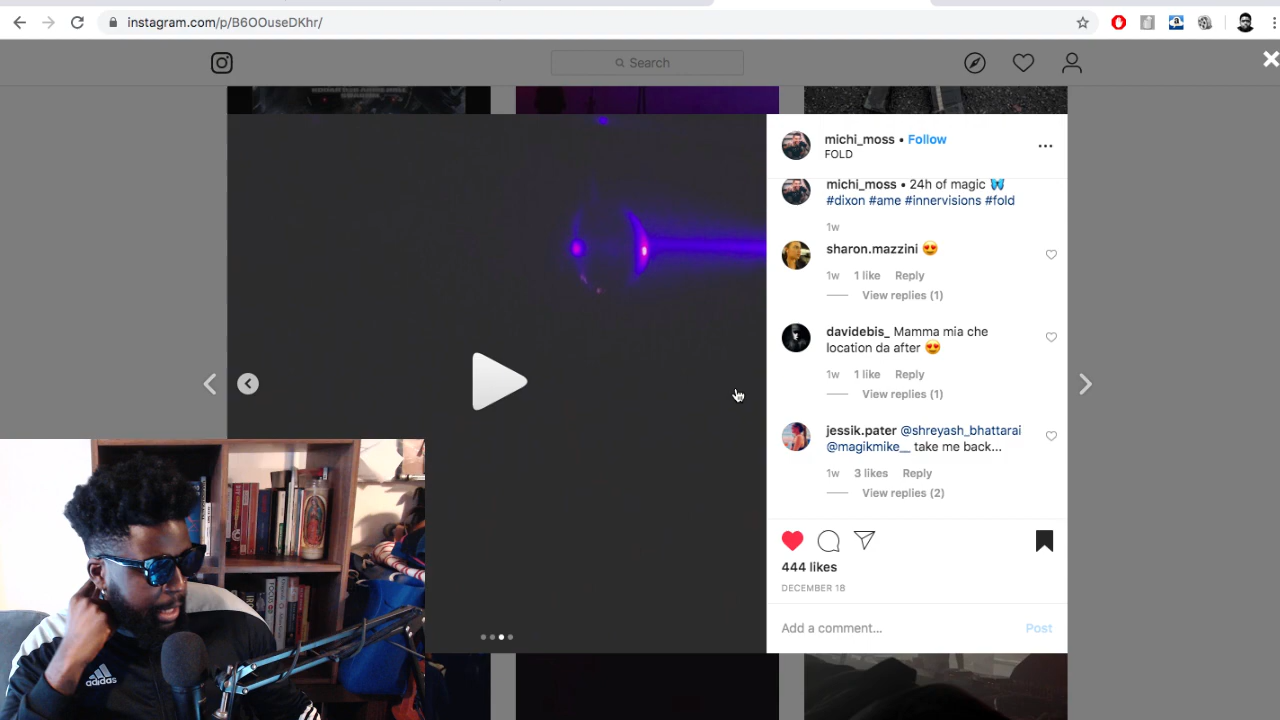 instagram.com/p/B6OOuseDKhr/
Search
michi_moss • Follow
FOLD
michi_moss • 24h of magic 🦋
#dixon #ame #innervisions #fold
1w
sharon.mazzini 😍
1w 1 like Reply
View replies (1)
davidebis_ Mamma mia che
location da after 😍
1w 1 like Reply
View replies (1)
jessik.pater @shreyash_bhattarai
@magikmike__ take me back...
1w 3 likes Reply
View replies (2)
444 likes
DECEMBER 18
Add a comment... Post
adidas